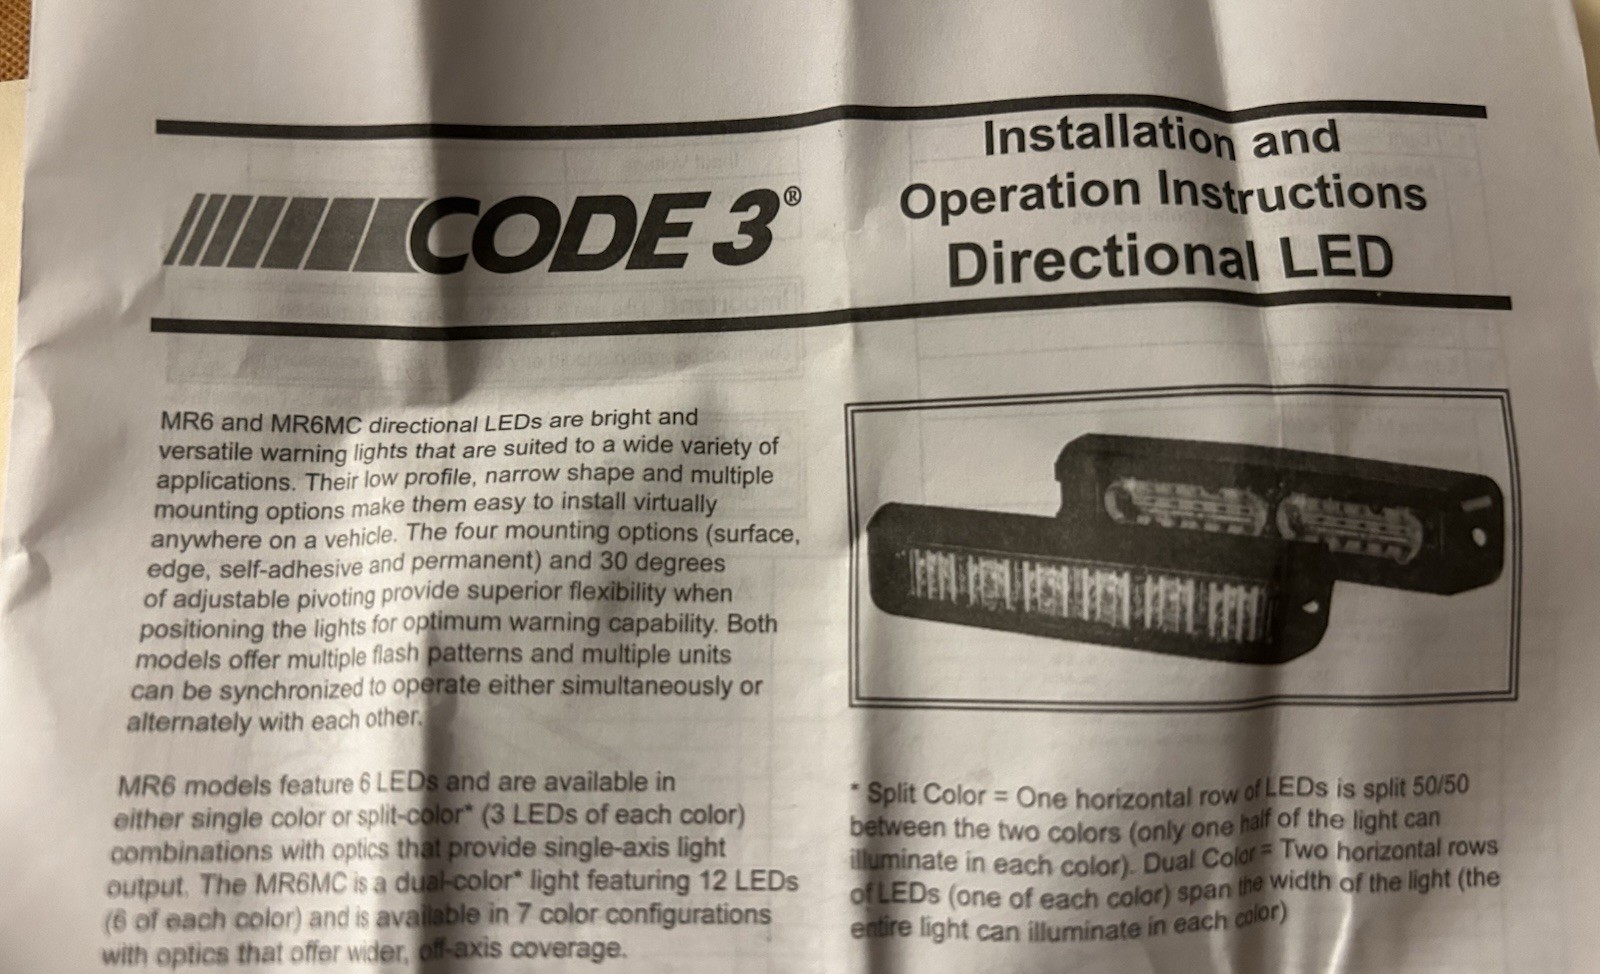 CODE 3®
Installation and
Operation Instructions
Directional LED
MR6 and MR6MC directional LEDs are bright and
versatile warning lights that are suited to a wide variety of
applications. Their low profile, narrow shape and multiple
mounting options make them easy to install virtually
anywhere on a vehicle. The four mounting options (surface,
edge, self-adhesive and permanent) and 30 degrees
of adjustable pivoting provide superior flexibility when
positioning the lights for optimum warning capability. Both
models offer multiple flash patterns and multiple units
can be synchronized to operate either simultaneously or
alternately with each other.
MR6 models feature 6 LEDs and are available in
either single color or split-color* (3 LEDs of each color)
combinations with optics that provide single-axis light
output. The MR6MC is a dual-color* light featuring 12 LEDs
(6 of each color) and is available in 7 color configurations
with optics that offer wider, off-axis coverage.
* Split Color = One horizontal row of LEDs is split 50/50
between the two colors (only one half of the light can
illuminate in each color). Dual Color = Two horizontal rows
of LEDs (one of each color) span the width of the light (the
entire light can illuminate in each color)